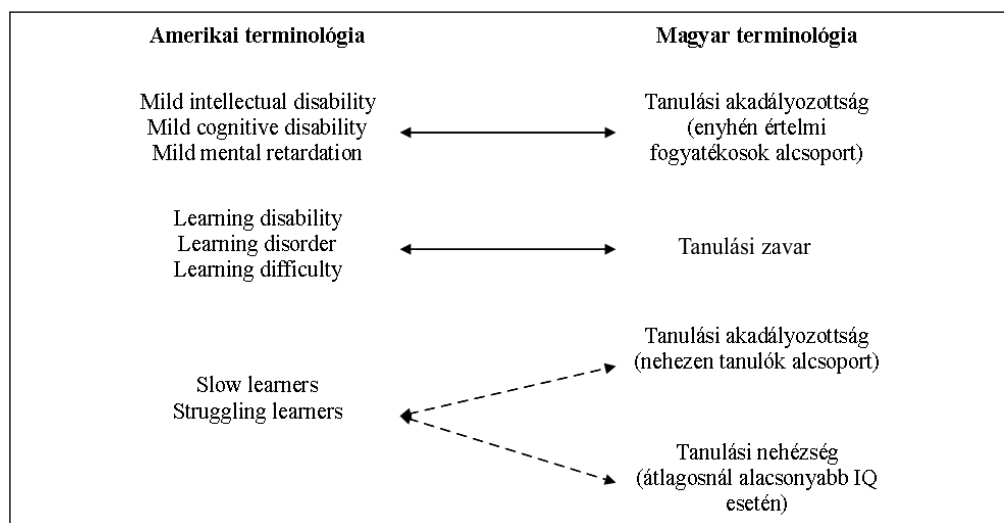 Amerikai terminológia
Magyar terminológia
Mild intellectual disability
Mild cognitive disability
Mild mental retardation
Tanulási akadályozottság
(enyhén értelmi
fogyatékosok alcsoport)
Learning disability
Learning disorder
Learning difficulty
Tanulási zavar
Slow learners
Struggling learners
Tanulási akadályozottság
(nehezen tanulók alcsoport)
Tanulási nehézség
(átlagosnál alacsonyabb IQ
esetén)